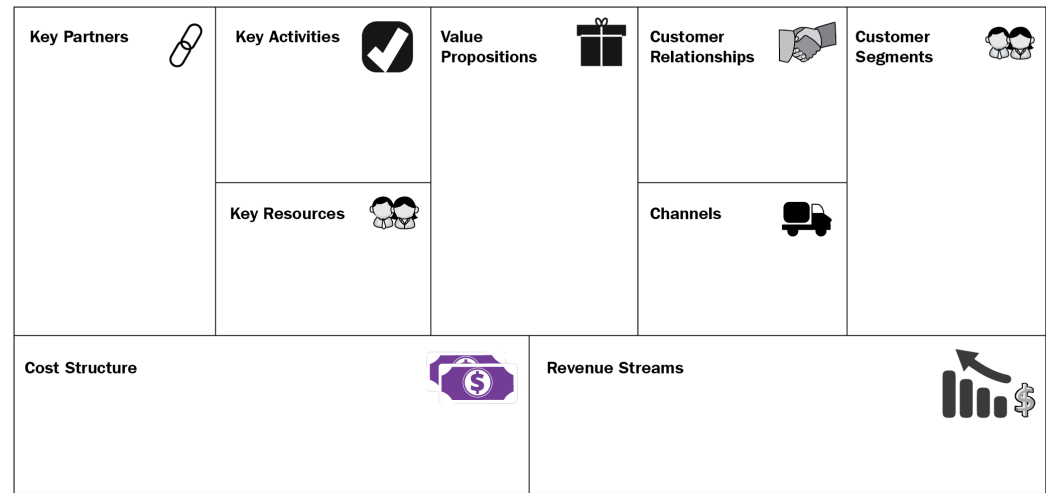 Key Partners
Key Activities
Value
Propositions
Customer
Relationships
Customer
Segments
Key Resources
Channels
Cost Structure
$
Revenue Streams
$